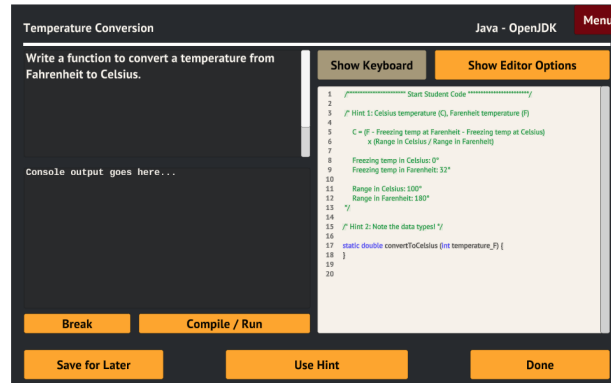 Temperature Conversion
Java - OpenJDK
Menu
Write a function to convert a temperature from
Fahrenheit to Celsius.
Console output goes here...
Break
Compile / Run
Show Keyboard
Show Editor Options
1 /********************** Start Student Code ***********************/
2
3 /* Hint 1: Celsius temperature (C), Farenheit temperature (F)
4
5 C = (F - Freezing temp at Farenheit - Freezing temp at Celsius)
6 x (Range in Celsius / Range in Farenheit)
7
8 Freezing temp in Celsius: 0°
9 Freezing temp in Farenheit: 32°
10
11 Range in Celsius: 100°
12 Range in Farenheit: 180°
13 */
14
15 /* Hint 2: Note the data types! */
16
17 static double convertToCelsius (int temperature_F) {
18 }
19
20
Save for Later
Use Hint
Done